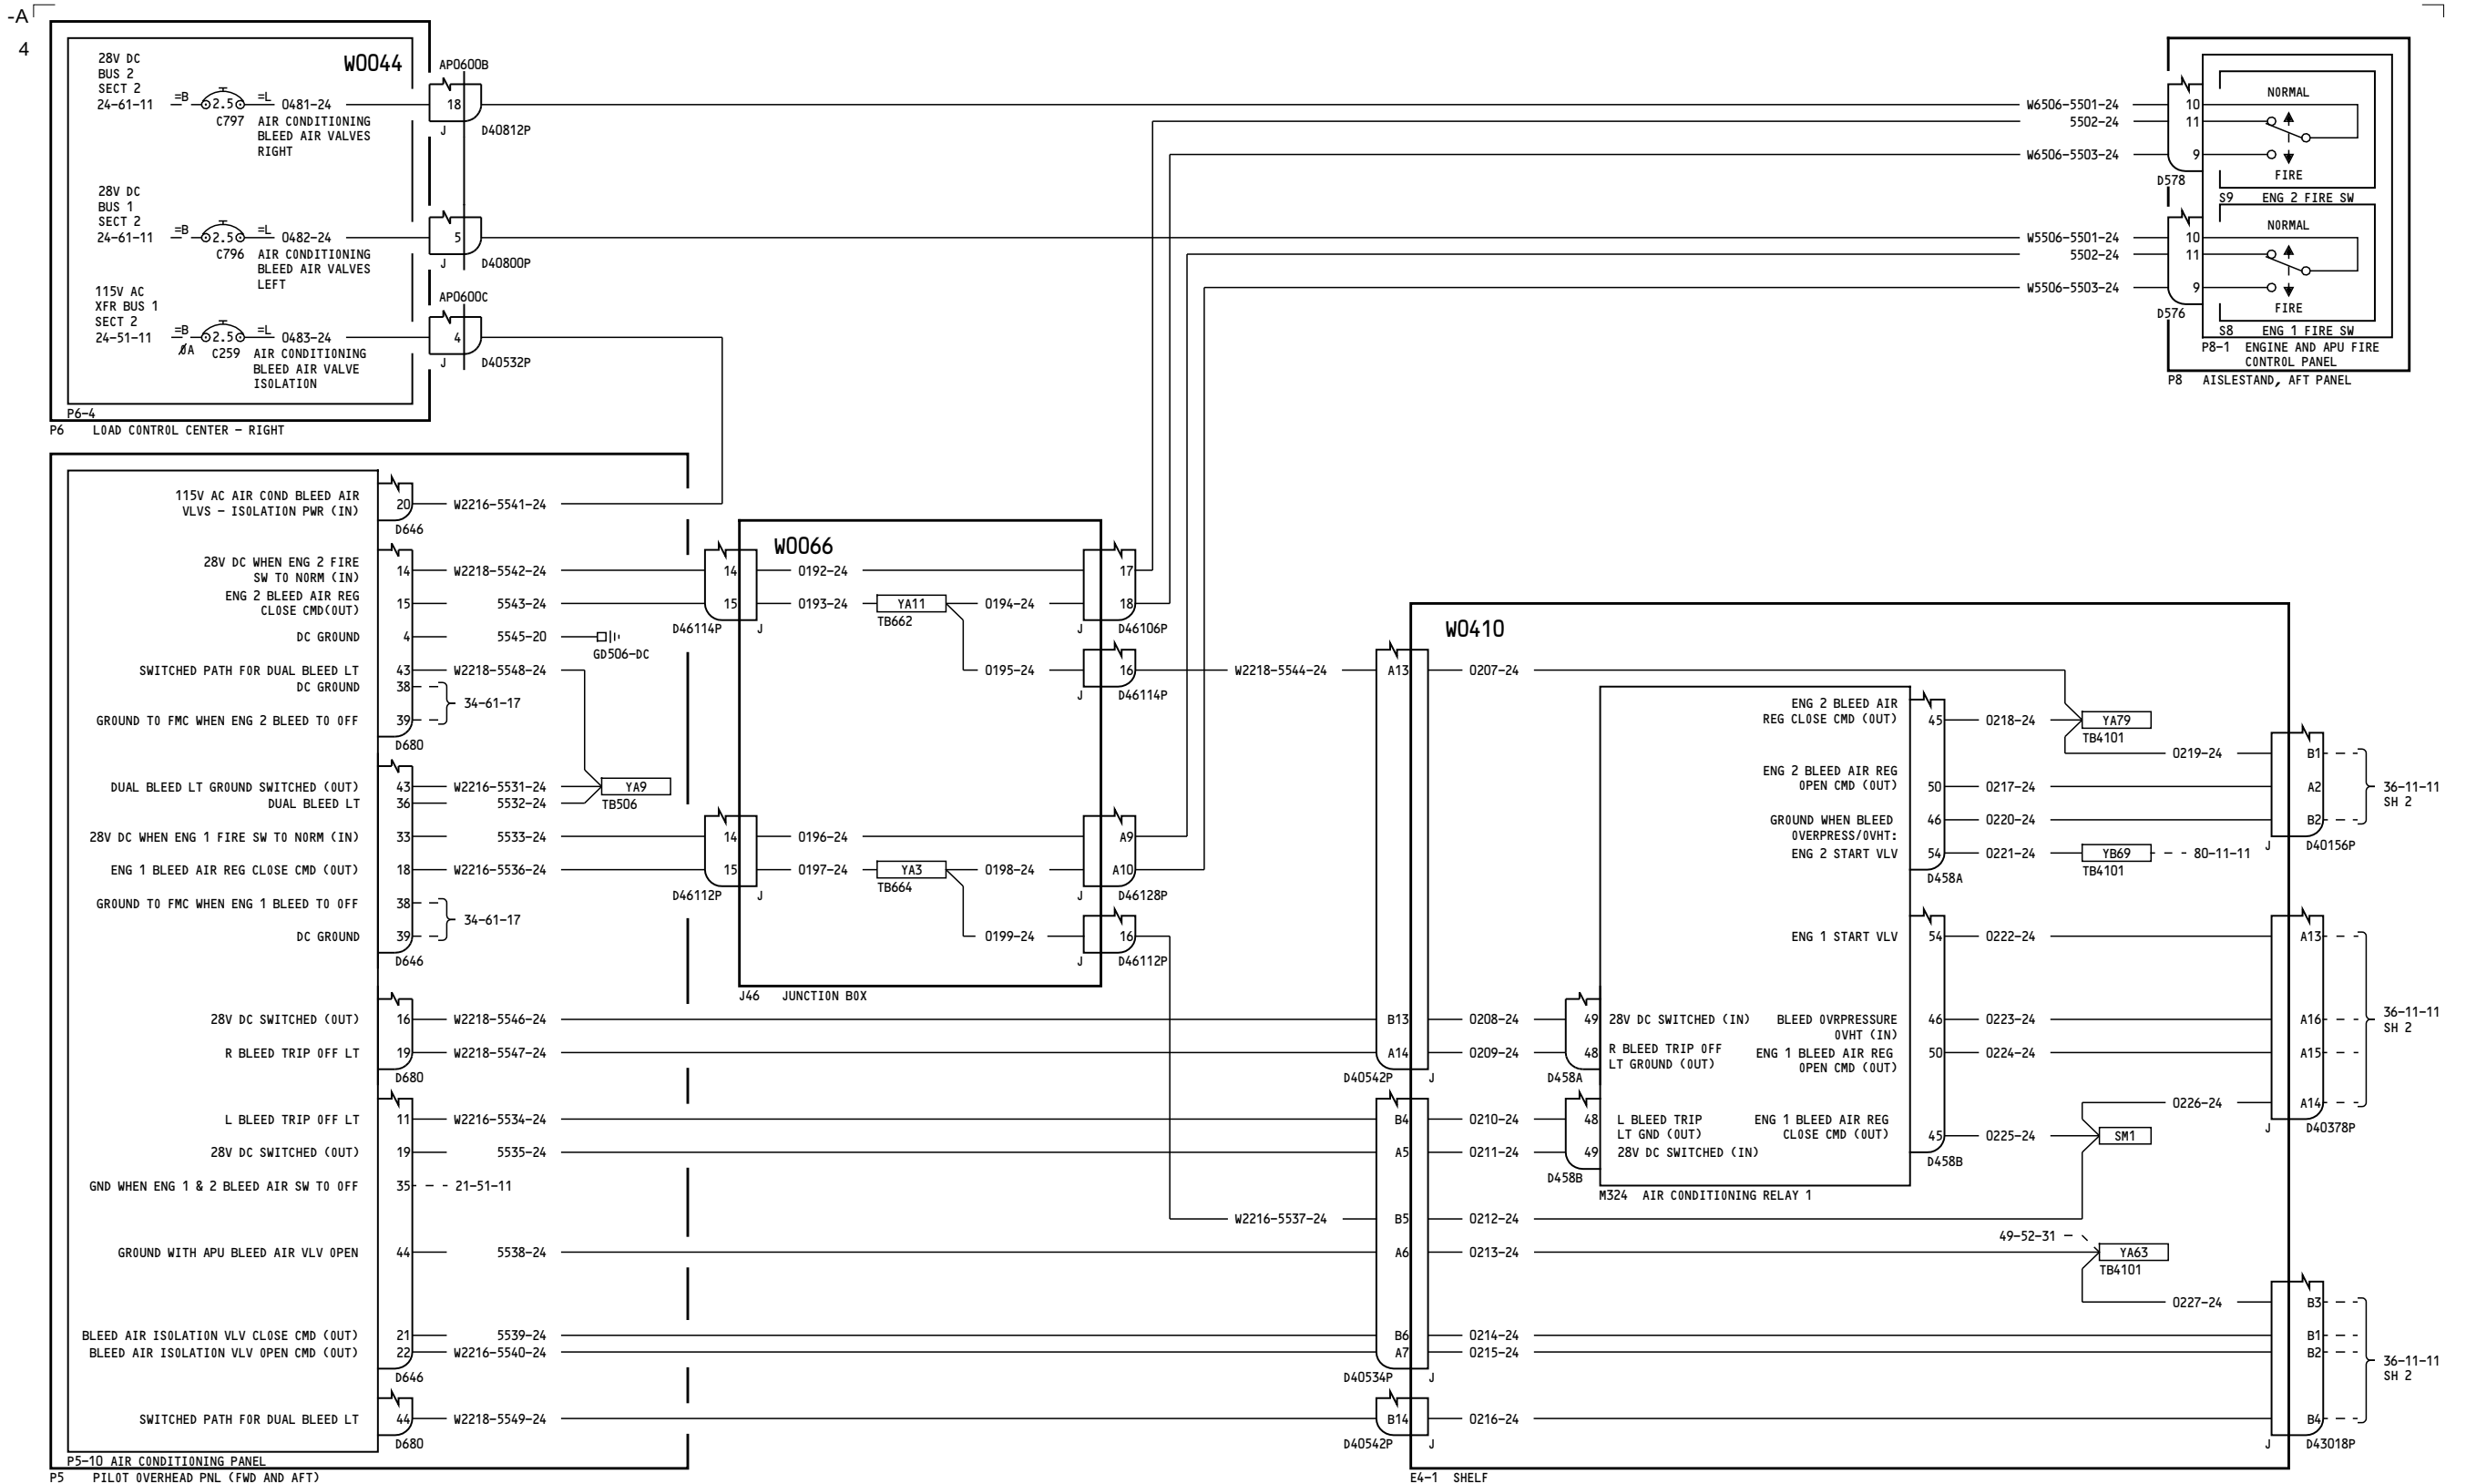 -A
4
28V DC
BUS 2
SECT 2
24-61-11
=B
2.5
=L
0481-24
C797
AIR CONDITIONING
BLEED AIR VALVES
RIGHT
W0044
AP0600B
18
J
D40812P
28V DC
BUS 1
SECT 2
24-61-11
=B
2.5
=L
0482-24
C796
AIR CONDITIONING
BLEED AIR VALVES
LEFT
5
J
D40800P
115V AC
XFR BUS 1
SECT 2
24-51-11
=B
ØA
2.5
=L
0483-24
C259
AIR CONDITIONING
BLEED AIR VALVE
ISOLATION
AP0600C
4
J
D40532P
P6-4
P6 LOAD CONTROL CENTER - RIGHT
W6506-5501-24
5502-24
W6506-5503-24
10
11
9
D578
NORMAL
FIRE
S9 ENG 2 FIRE SW
W5506-5501-24
5502-24
W5506-5503-24
10
11
9
D576
NORMAL
FIRE
S8 ENG 1 FIRE SW
P8-1 ENGINE AND APU FIRE
CONTROL PANEL
P8 AISLESTAND, AFT PANEL
115V AC AIR COND BLEED AIR
VLVS - ISOLATION PWR (IN)
20
W2216-5541-24
D646
28V DC WHEN ENG 2 FIRE
SW TO NORM (IN)
14
W2218-5542-24
ENG 2 BLEED AIR REG
CLOSE CMD(OUT)
15
5543-24
DC GROUND
4
5545-20
GD506-DC
SWITCHED PATH FOR DUAL BLEED LT
43
W2218-5548-24
DC GROUND
38
34-61-17
GROUND TO FMC WHEN ENG 2 BLEED TO OFF
39
D680
DUAL BLEED LT GROUND SWITCHED (OUT)
43
W2216-5531-24
YA9
DUAL BLEED LT
36
5532-24
TB506
28V DC WHEN ENG 1 FIRE SW TO NORM (IN)
33
5533-24
ENG 1 BLEED AIR REG CLOSE CMD (OUT)
18
W2216-5536-24
GROUND TO FMC WHEN ENG 1 BLEED TO OFF
38
34-61-17
DC GROUND
39
D646
28V DC SWITCHED (OUT)
16
W2218-5546-24
R BLEED TRIP OFF LT
19
W2218-5547-24
D680
L BLEED TRIP OFF LT
11
W2216-5534-24
28V DC SWITCHED (OUT)
19
5535-24
GND WHEN ENG 1 & 2 BLEED AIR SW TO OFF
35
21-51-11
GROUND WITH APU BLEED AIR VLV OPEN
44
5538-24
BLEED AIR ISOLATION VLV CLOSE CMD (OUT)
21
5539-24
BLEED AIR ISOLATION VLV OPEN CMD (OUT)
22
W2216-5540-24
D646
SWITCHED PATH FOR DUAL BLEED LT
44
W2218-5549-24
D680
P5-10 AIR CONDITIONING PANEL
P5 PILOT OVERHEAD PNL (FWD AND AFT)
W0066
14
0192-24
17
15
0193-24
YA11
0194-24
18
D46114P
J
TB662
J
D46106P
0195-24
16
J
D46114P
14
0196-24
A9
15
0197-24
YA3
0198-24
A10
D46112P
J
TB664
J
D46128P
0199-24
16
J
D46112P
J46 JUNCTION BOX
W2218-5544-24
W2216-5537-24
W0410
A13
0207-24
B13
0208-24
A14
0209-24
D40542P
J
B4
0210-24
A5
0211-24
B5
0212-24
A6
0213-24
B6
0214-24
A7
0215-24
D40534P
J
B14
0216-24
D40542P
J
49
28V DC SWITCHED (IN)
48
R BLEED TRIP OFF
LT GROUND (OUT)
D458A
48
L BLEED TRIP
LT GND (OUT)
49
28V DC SWITCHED (IN)
D458B
M324 AIR CONDITIONING RELAY 1
ENG 2 BLEED AIR
REG CLOSE CMD (OUT)
45
0218-24
YA79
TB4101
0219-24
ENG 2 BLEED AIR REG
OPEN CMD (OUT)
50
0217-24
GROUND WHEN BLEED
OVERPRESS/OVHT:
46
0220-24
ENG 2 START VLV
54
0221-24
YB69
TB4101
80-11-11
D458A
B1
A2
B2
J
D40156P
36-11-11
SH 2
ENG 1 START VLV
54
0222-24
BLEED OVRPRESSURE
OVHT (IN)
46
0223-24
ENG 1 BLEED AIR REG
OPEN CMD (OUT)
50
0224-24
ENG 1 BLEED AIR REG
CLOSE CMD (OUT)
45
0225-24
SM1
0226-24
D458B
A13
A16
A15
A14
J
D40378P
36-11-11
SH 2
49-52-31
YA63
TB4101
0227-24
B3
B1
B2
B4
J
D43018P
36-11-11
SH 2
E4-1 SHELF